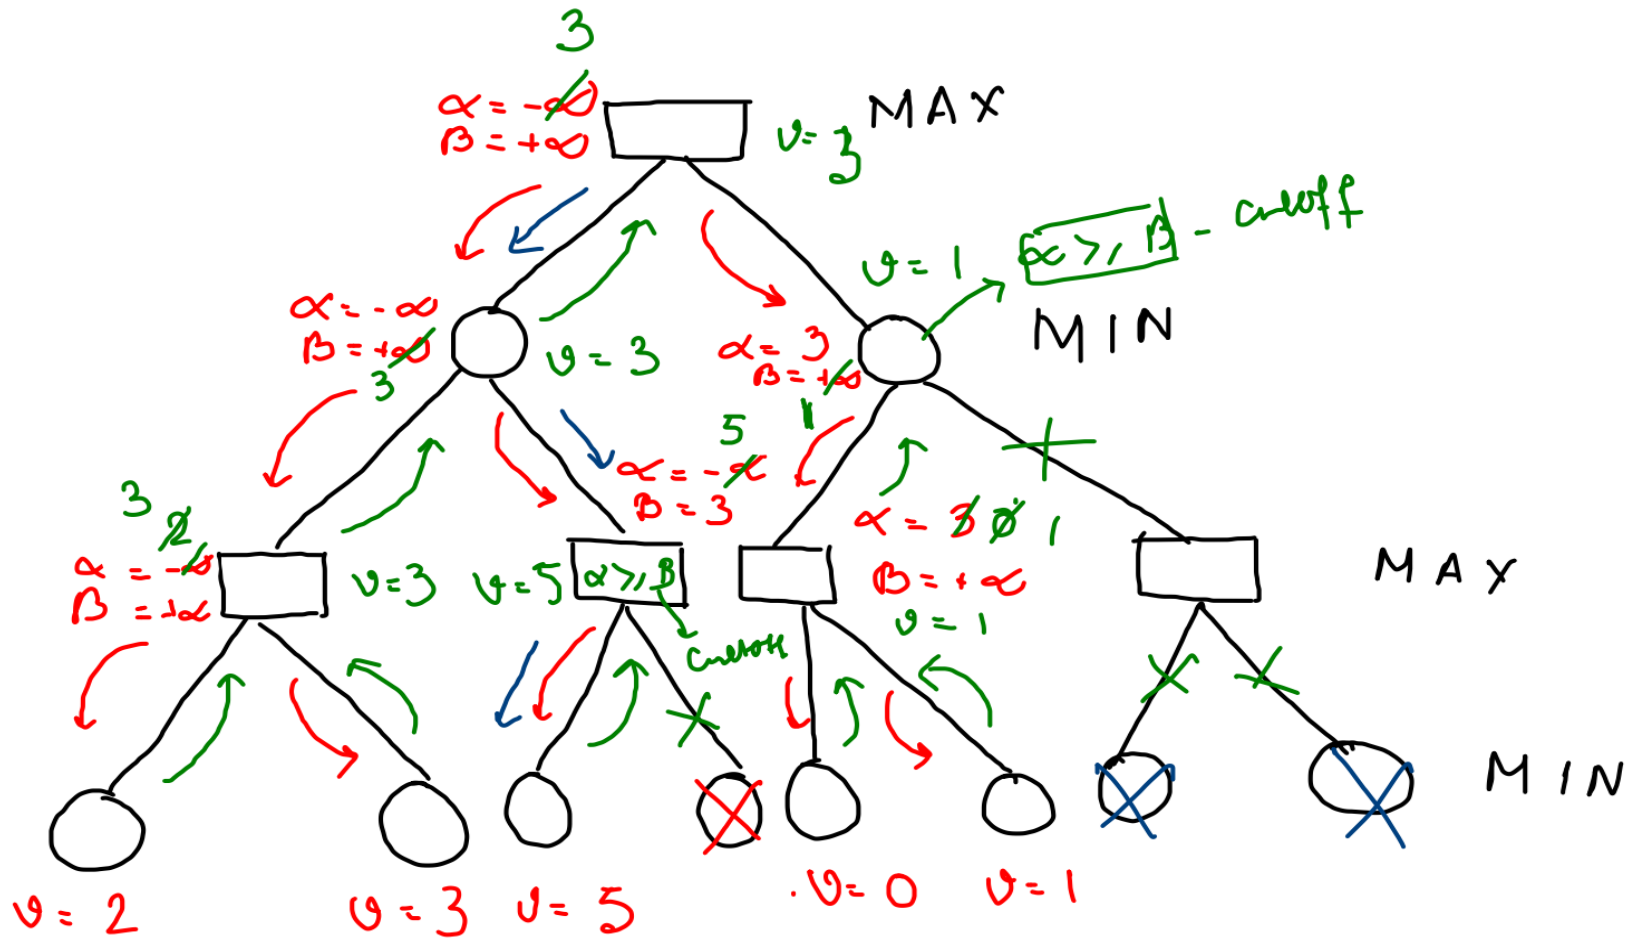 3
α = -∞
β = +∞
v = 3
MAX
α ≥ β - cutoff
v = 1
α = -∞
β = +∞
3
v = 3
α = 3
β = +∞
1
MIN
5
α = -∞
β = 3
3
2
α = -∞
β = +∞
v = 3
v = 5
α ≥ β
cutoff
α = 3 0 1
β = +∞
v = 1
MAX
MIN
v = 2
v = 3
v = 5
v = 0
v = 1